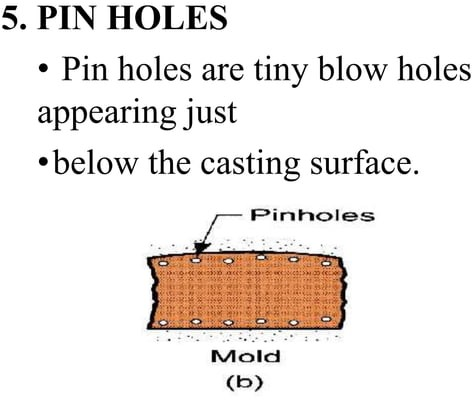 5. PIN HOLES
• Pin holes are tiny blow holes
appearing just
•below the casting surface.
Pinholes
Mold
(b)